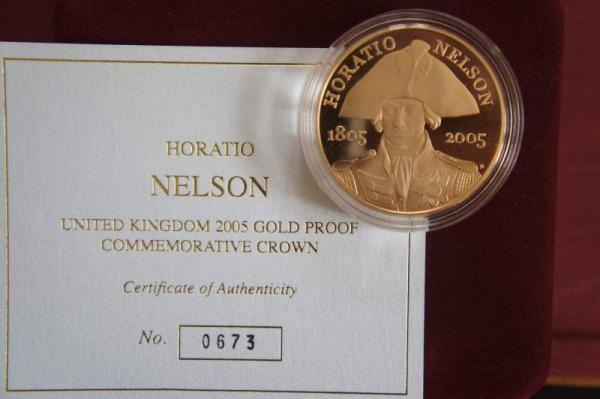 HORATIO
NELSON
UNITED KINGDOM 2005 GOLD PROOF
COMMEMORATIVE CROWN
Certificate of Authenticity
No. 0673
HORATIO NELSON
1805 2005